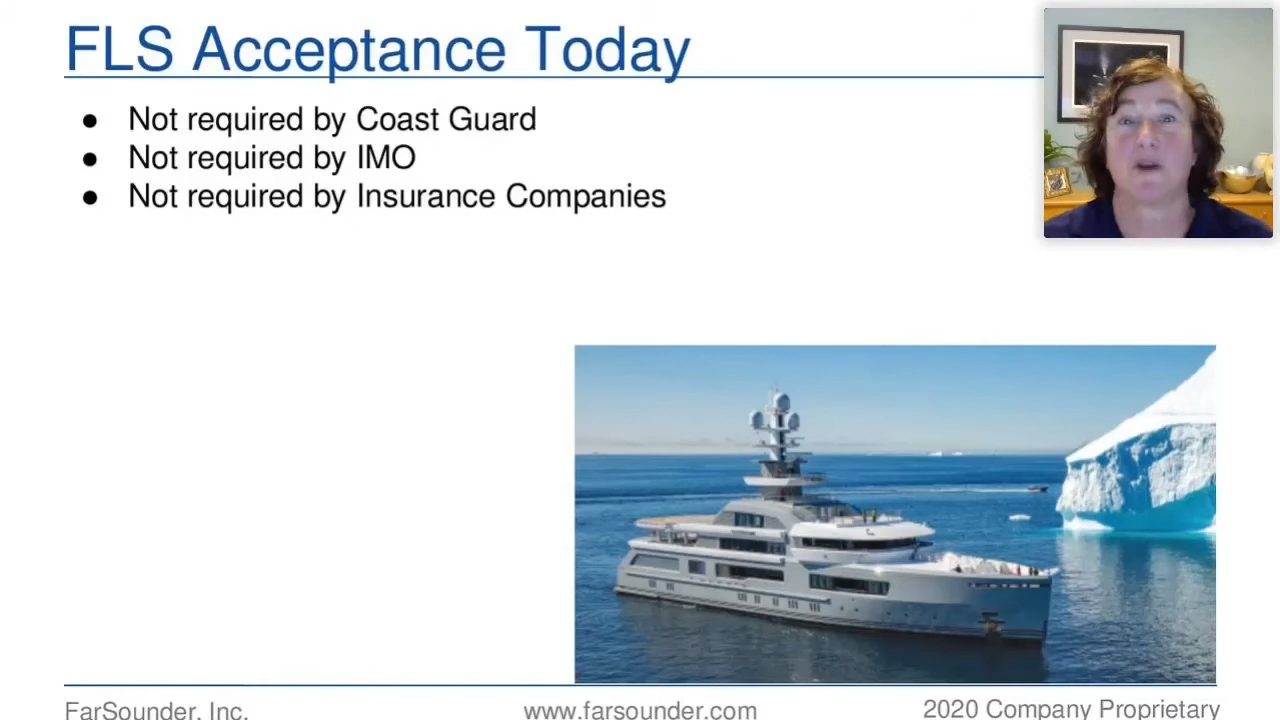 FLS Acceptance Today
● Not required by Coast Guard
● Not required by IMO
● Not required by Insurance Companies
FarSounder, Inc.
www.farsounder.com
2020 Company Proprietary